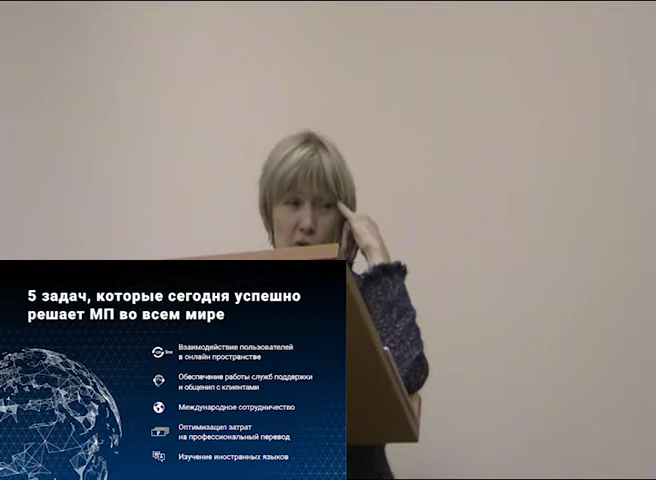 5 задач, которые сегодня успешно
решает МП во всем мире
Взаимодействие пользователей
в онлайн пространстве
Обеспечение работы служб поддержки
и общения с клиентами
Международное сотрудничество
Оптимизация затрат
на профессиональный перевод
Изучение иностранных языков